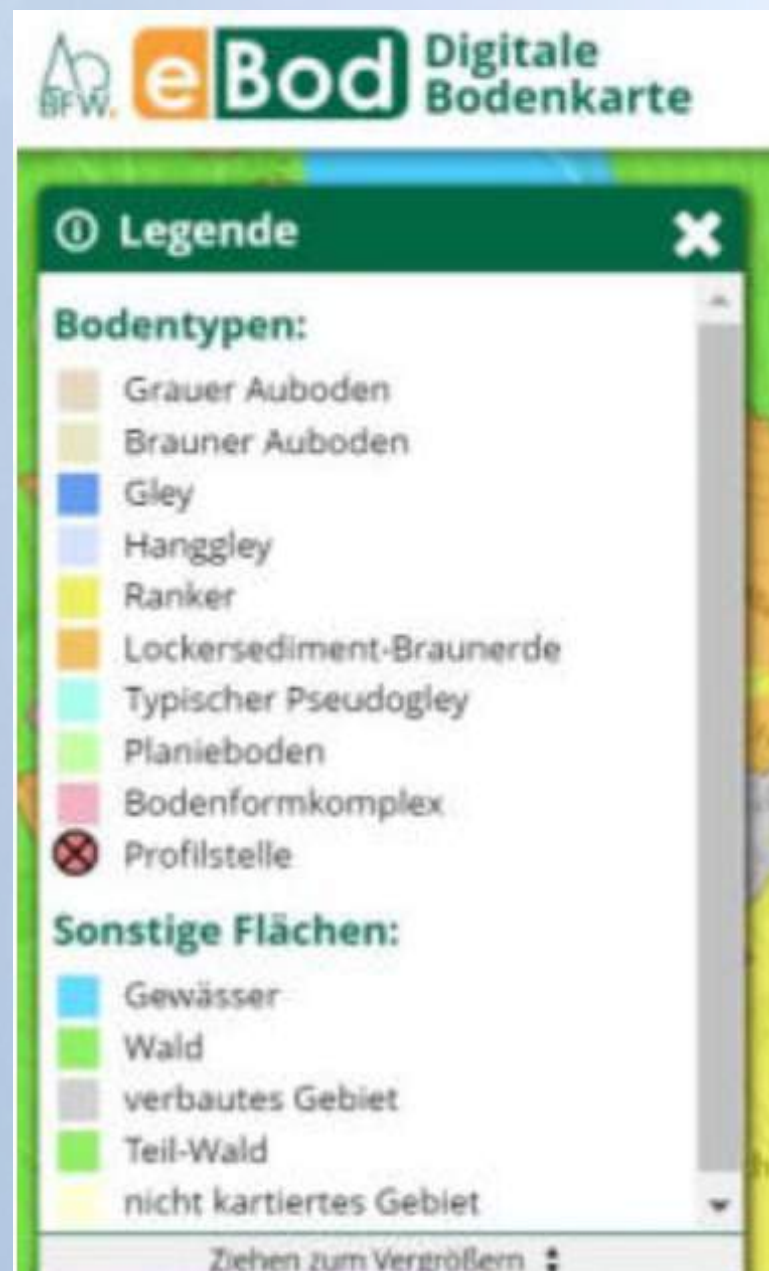 BFW.
eBod
Digitale
Bodenkarte
Legende
Bodentypen:
Grauer Auboden
Brauner Auboden
Gley
Hanggley
Ranker
Lockersediment-Braunerde
Typischer Pseudogley
Planieboden
Bodenformkomplex
Profilstelle
Sonstige Flächen:
Gewässer
Wald
verbautes Gebiet
Teil-Wald
nicht kartiertes Gebiet
Ziehen zum Vergrößern